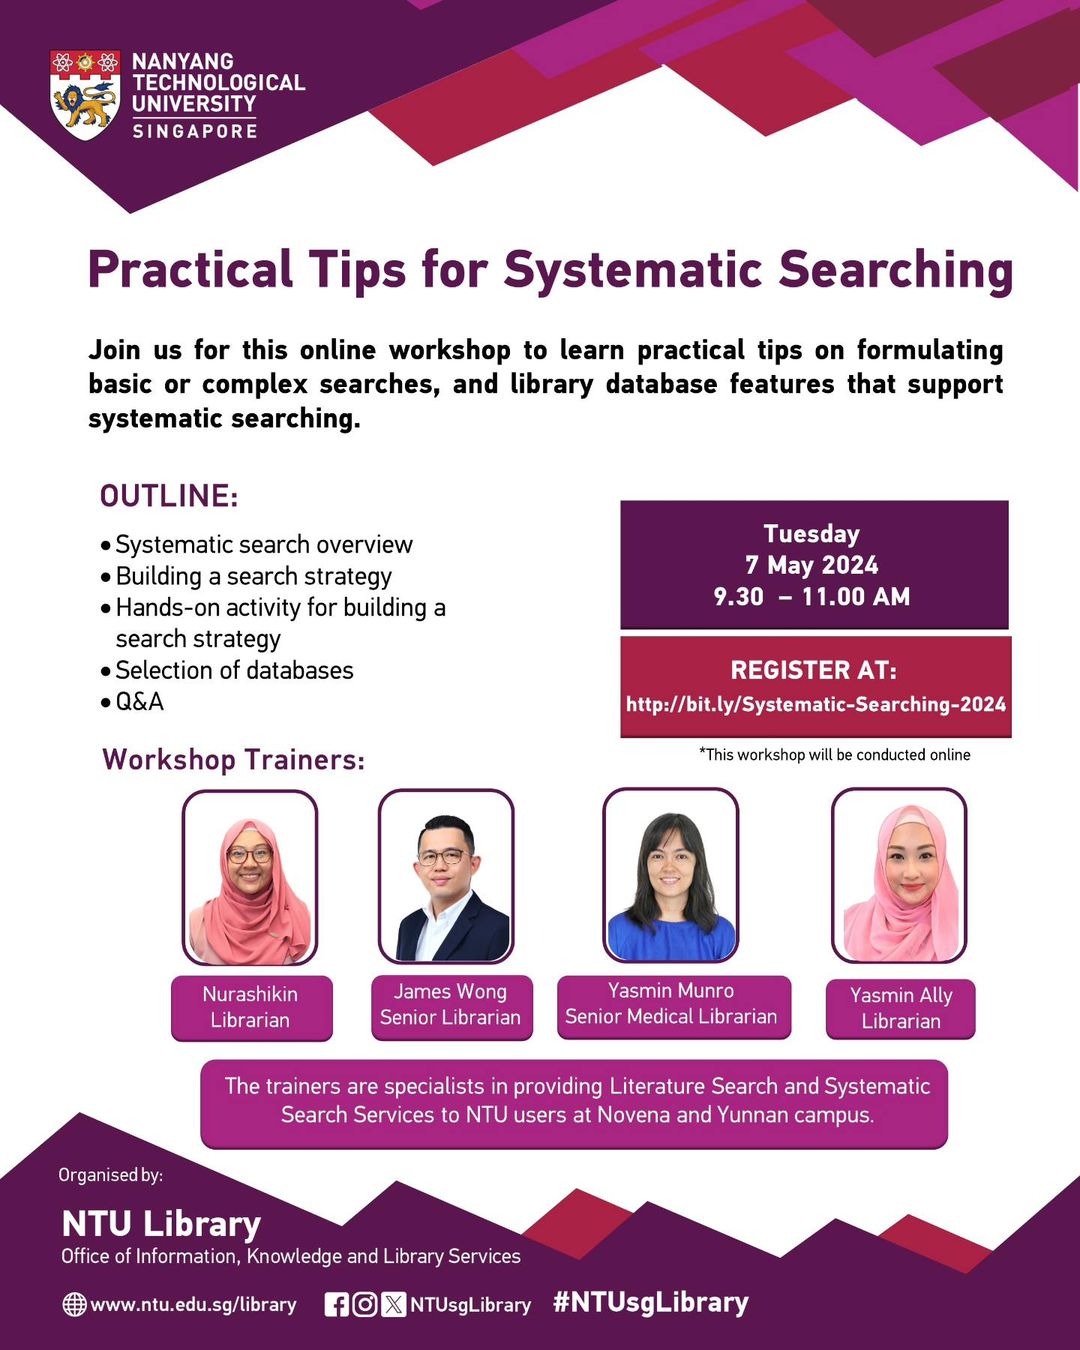 NANYANG
TECHNOLOGICAL
UNIVERSITY
SINGAPORE
Practical Tips for Systematic Searching
Join us for this online workshop to learn practical tips on formulating
basic or complex searches, and library database features that support
systematic searching.
OUTLINE:
• Systematic search overview
• Building a search strategy
• Hands-on activity for building a
search strategy
• Selection of databases
• Q&A
Tuesday
7 May 2024
9.30 – 11.00 AM
REGISTER AT:
http://bit.ly/Systematic-Searching-2024
*This workshop will be conducted online
Workshop Trainers:
Nurashikin
Librarian
James Wong
Senior Librarian
Yasmin Munro
Senior Medical Librarian
Yasmin Ally
Librarian
The trainers are specialists in providing Literature Search and Systematic
Search Services to NTU users at Novena and Yunnan campus.
Organised by:
NTU Library
Office of Information, Knowledge and Library Services
www.ntu.edu.sg/library NTUsgLibrary #NTUsgLibrary